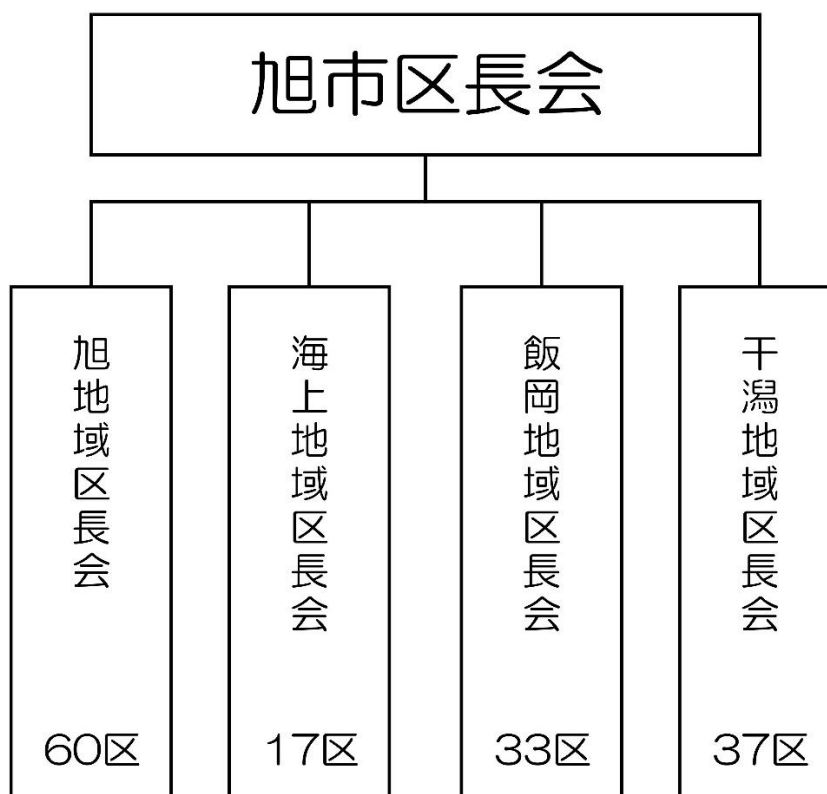 旭市区長会
旭地域区長会
60区
海上地域区長会
17区
飯岡地域区長会
33区
干潟地域区長会
37区